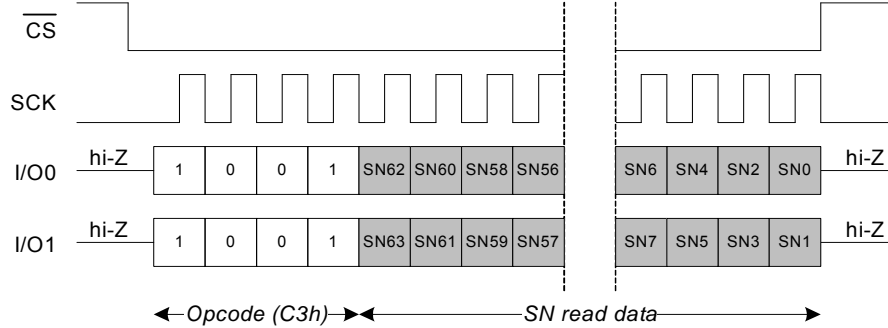 CS
SCK
hi-Z hi-Z
I/O0 1 0 0 1 SN62 SN60 SN58 SN56 SN6 SN4 SN2 SN0
hi-Z hi-Z
I/O1 1 0 0 1 SN63 SN61 SN59 SN57 SN7 SN5 SN3 SN1
Opcode (C3h) SN read data